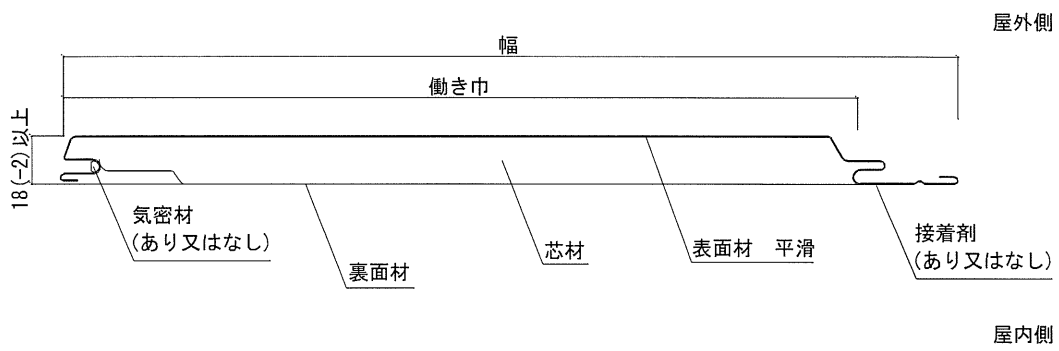 屋外側
幅
働き巾
18(-2)以上
気密材
(あり又はなし)
裏面材
芯材
表面材 平滑
接着剤
(あり又はなし)
屋内側